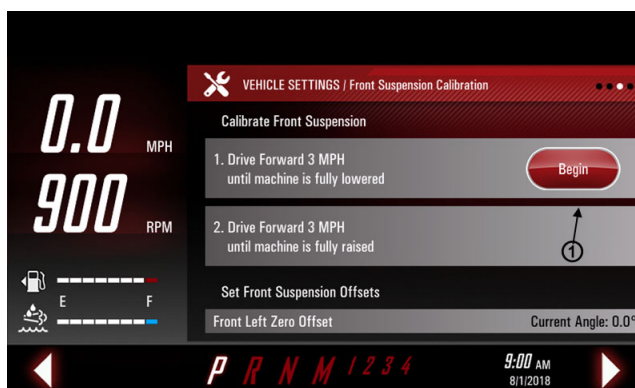 VEHICLE SETTINGS / Front Suspension Calibration
Calibrate Front Suspension
0.0 MPH
1. Drive Forward 3 MPH
until machine is fully lowered
Begin
900 RPM
2. Drive Forward 3 MPH
until machine is fully raised
1
E F
Set Front Suspension Offsets
Front Left Zero Offset Current Angle: 0.0°
P R N M 1 2 3 4
9:00 AM
8/1/2018